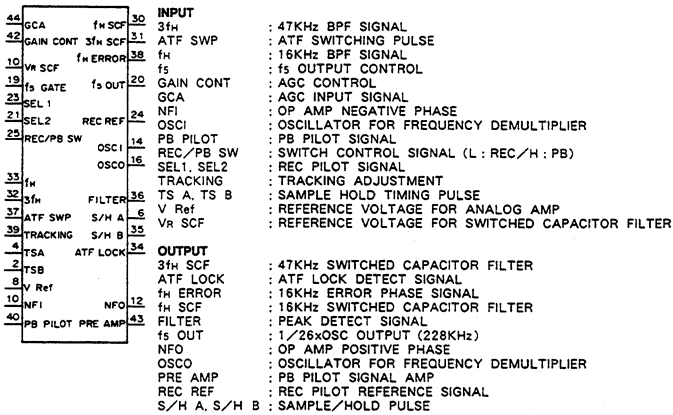 44 GCA fH SCF 30
42 GAIN CONT 3fH SCF 31
fH ERROR 38
10 VR SCF
19 f5 GATE f5 OUT 20
23 SEL 1
21 SEL2 REC REF 24
25 REC/PB SW
OSC I 14
OSCO 16
33 fH
32 3fH FILTER 36
37 ATF SWP S/H A 6
39 TRACKING S/H B 35
4 TSA ATF LOCK 34
2 TSB
8 V Ref
10 NFI NFO 12
40 PB PILOT PRE AMP 43
INPUT
3fH : 47KHz BPF SIGNAL
ATF SWP : ATF SWITCHING PULSE
fH : 16KHz BPF SIGNAL
f5 : f5 OUTPUT CONTROL
GAIN CONT : AGC CONTROL
GCA : AGC INPUT SIGNAL
NFI : OP AMP NEGATIVE PHASE
OSCI : OSCILLATOR FOR FREQUENCY DEMULTIPLIER
PB PILOT : PB PILOT SIGNAL
REC/PB SW : SWITCH CONTROL SIGNAL (L : REC/H : PB)
SEL1, SEL2 : REC PILOT SIGNAL
TRACKING : TRACKING ADJUSTMENT
TS A, TS B : SAMPLE HOLD TIMING PULSE
V Ref : REFERENCE VOLTAGE FOR ANALOG AMP
VR SCF : REFERENCE VOLTAGE FOR SWITCHED CAPACITOR FILTER
OUTPUT
3fH SCF : 47KHz SWITCHED CAPACITOR FILTER
ATF LOCK : ATF LOCK DETECT SIGNAL
fH ERROR : 16KHz ERROR PHASE SIGNAL
fH SCF : 16KHz SWITCHED CAPACITOR FILTER
FILTER : PEAK DETECT SIGNAL
f5 OUT : 1/26xOSC OUTPUT (228KHz)
NFO : OP AMP POSITIVE PHASE
OSCO : OSCILLATOR FOR FREQUENCY DEMULTIPLIER
PRE AMP : PB PILOT SIGNAL AMP
REC REF : REC PILOT REFERENCE SIGNAL
S/H A, S/H B : SAMPLE/HOLD PULSE